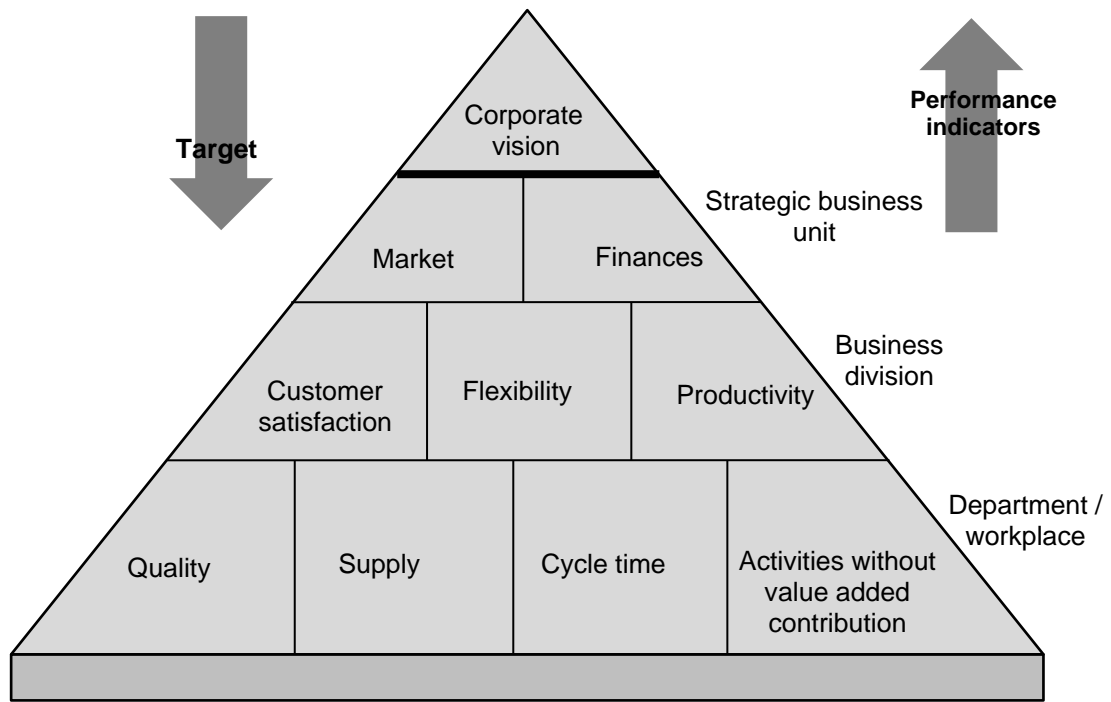 Target
Performance
indicators
Corporate
vision
Strategic business
unit
Market
Finances
Business
division
Customer
satisfaction
Flexibility
Productivity
Department /
workplace
Quality
Supply
Cycle time
Activities without
value added
contribution